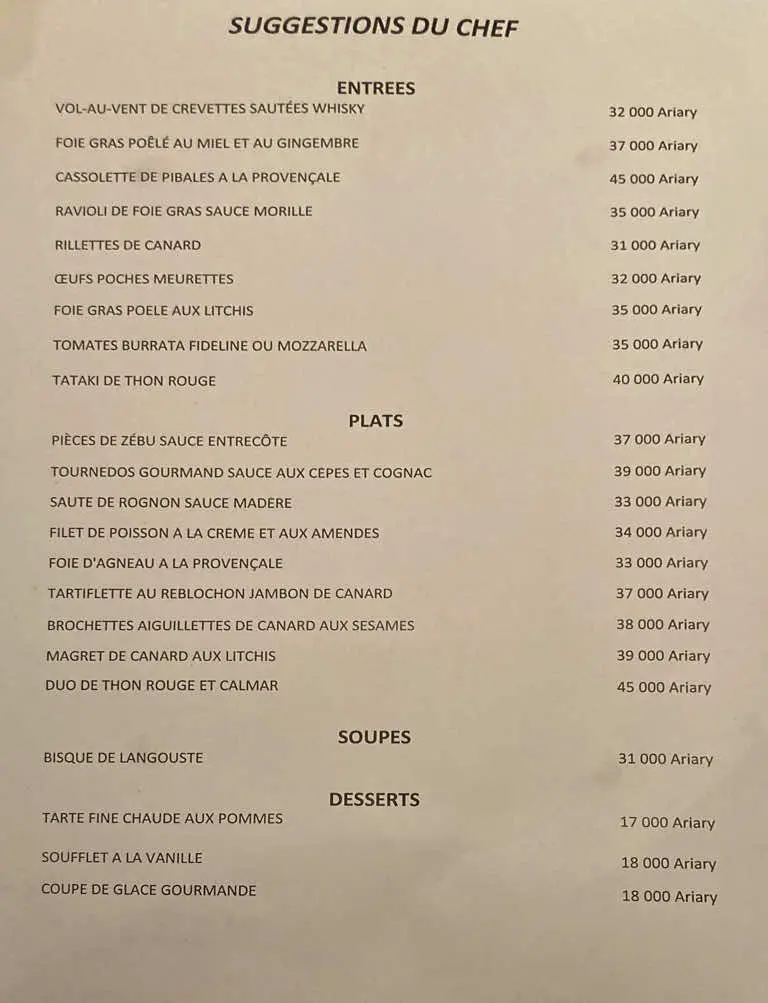 SUGGESTIONS DU CHEF
ENTREES
VOL-AU-VENT DE CREVETTES SAUTÉES WHISKY 32 000 Ariary
FOIE GRAS POÊLÉ AU MIEL ET AU GINGEMBRE 37 000 Ariary
CASSOLETTE DE PIBALES A LA PROVENÇALE 45 000 Ariary
RAVIOLI DE FOIE GRAS SAUCE MORILLE 35 000 Ariary
RILLETTES DE CANARD 31 000 Ariary
ŒUFS POCHES MEURETTES 32 000 Ariary
FOIE GRAS POELE AUX LITCHIS 35 000 Ariary
TOMATES BURRATA FIDELINE OU MOZZARELLA 35 000 Ariary
TATAKI DE THON ROUGE 40 000 Ariary
PLATS
PIÈCES DE ZÉBU SAUCE ENTRECÔTE 37 000 Ariary
TOURNEDOS GOURMAND SAUCE AUX CEPES ET COGNAC 39 000 Ariary
SAUTE DE ROGNON SAUCE MADERE 33 000 Ariary
FILET DE POISSON A LA CREME ET AUX AMENDES 34 000 Ariary
FOIE D'AGNEAU A LA PROVENÇALE 33 000 Ariary
TARTIFLETTE AU REBLOCHON JAMBON DE CANARD 37 000 Ariary
BROCHETTES AIGUILLETTES DE CANARD AUX SESAMES 38 000 Ariary
MAGRET DE CANARD AUX LITCHIS 39 000 Ariary
DUO DE THON ROUGE ET CALMAR 45 000 Ariary
SOUPES
BISQUE DE LANGOUSTE 31 000 Ariary
DESSERTS
TARTE FINE CHAUDE AUX POMMES 17 000 Ariary
SOUFFLET A LA VANILLE 18 000 Ariary
COUPE DE GLACE GOURMANDE 18 000 Ariary